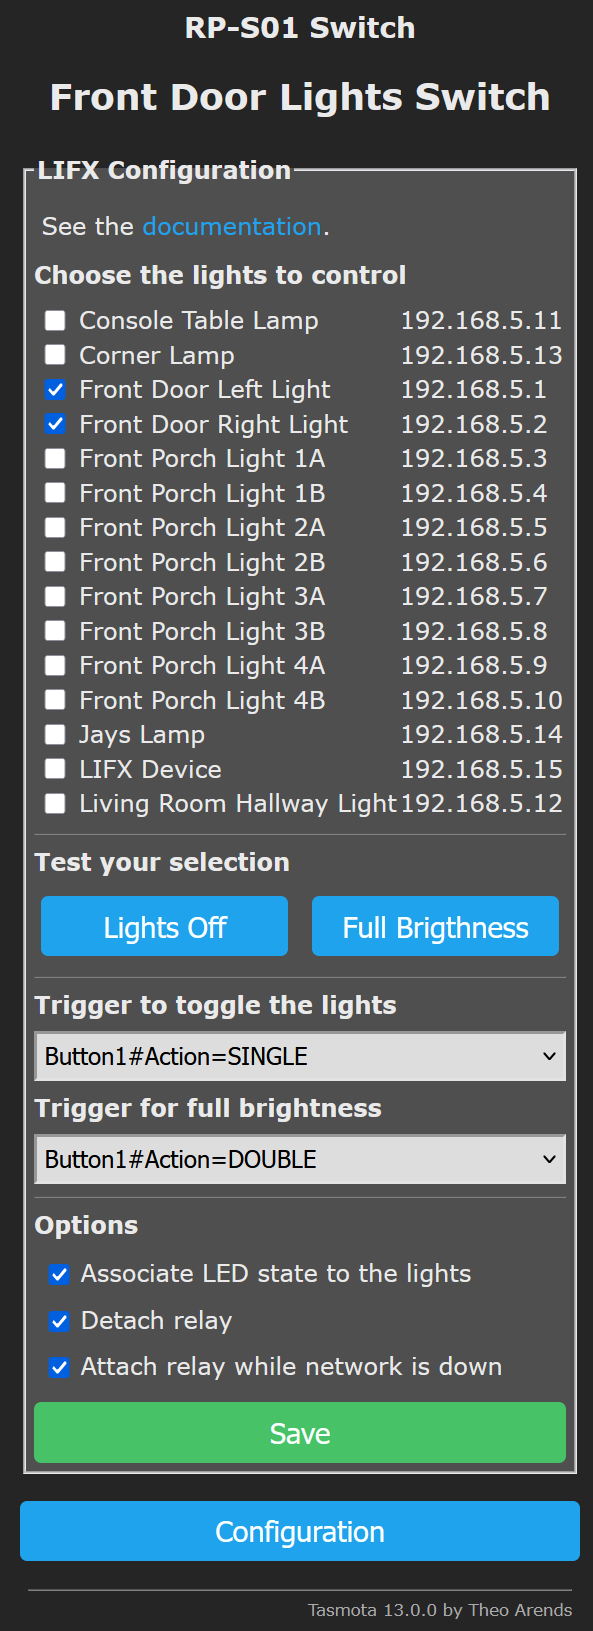 RP-S01 Switch
Front Door Lights Switch
LIFX Configuration
See the documentation.
Choose the lights to control
Console Table Lamp 192.168.5.11
Corner Lamp 192.168.5.13
Front Door Left Light 192.168.5.1
Front Door Right Light 192.168.5.2
Front Porch Light 1A 192.168.5.3
Front Porch Light 1B 192.168.5.4
Front Porch Light 2A 192.168.5.5
Front Porch Light 2B 192.168.5.6
Front Porch Light 3A 192.168.5.7
Front Porch Light 3B 192.168.5.8
Front Porch Light 4A 192.168.5.9
Front Porch Light 4B 192.168.5.10
Jays Lamp 192.168.5.14
LIFX Device 192.168.5.15
Living Room Hallway Light 192.168.5.12
Test your selection
Lights Off Full Brigthness
Trigger to toggle the lights
Button1#Action=SINGLE
Trigger for full brightness
Button1#Action=DOUBLE
Options
Associate LED state to the lights
Detach relay
Attach relay while network is down
Save
Configuration
Tasmota 13.0.0 by Theo Arends